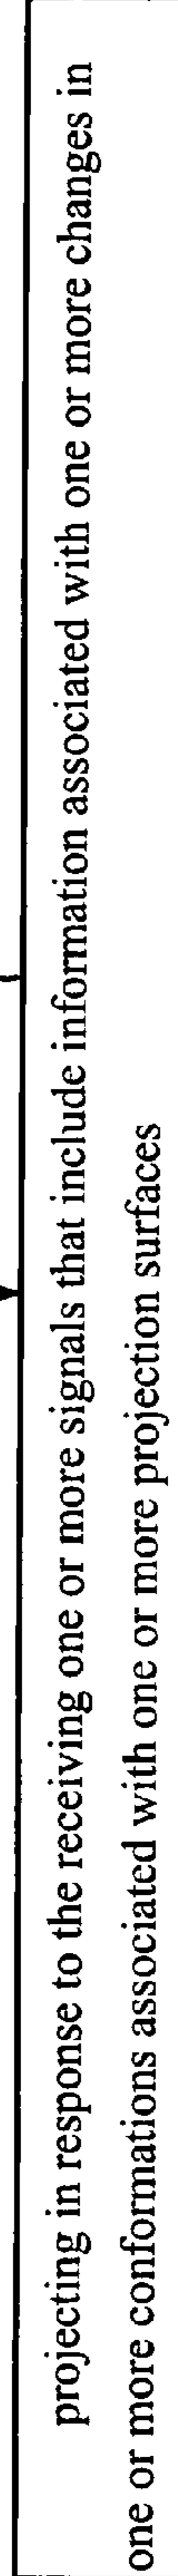 projecting in response to the receiving one or more signals that include information associated with one or more changes in
one or more conformations associated with one or more projection surfaces